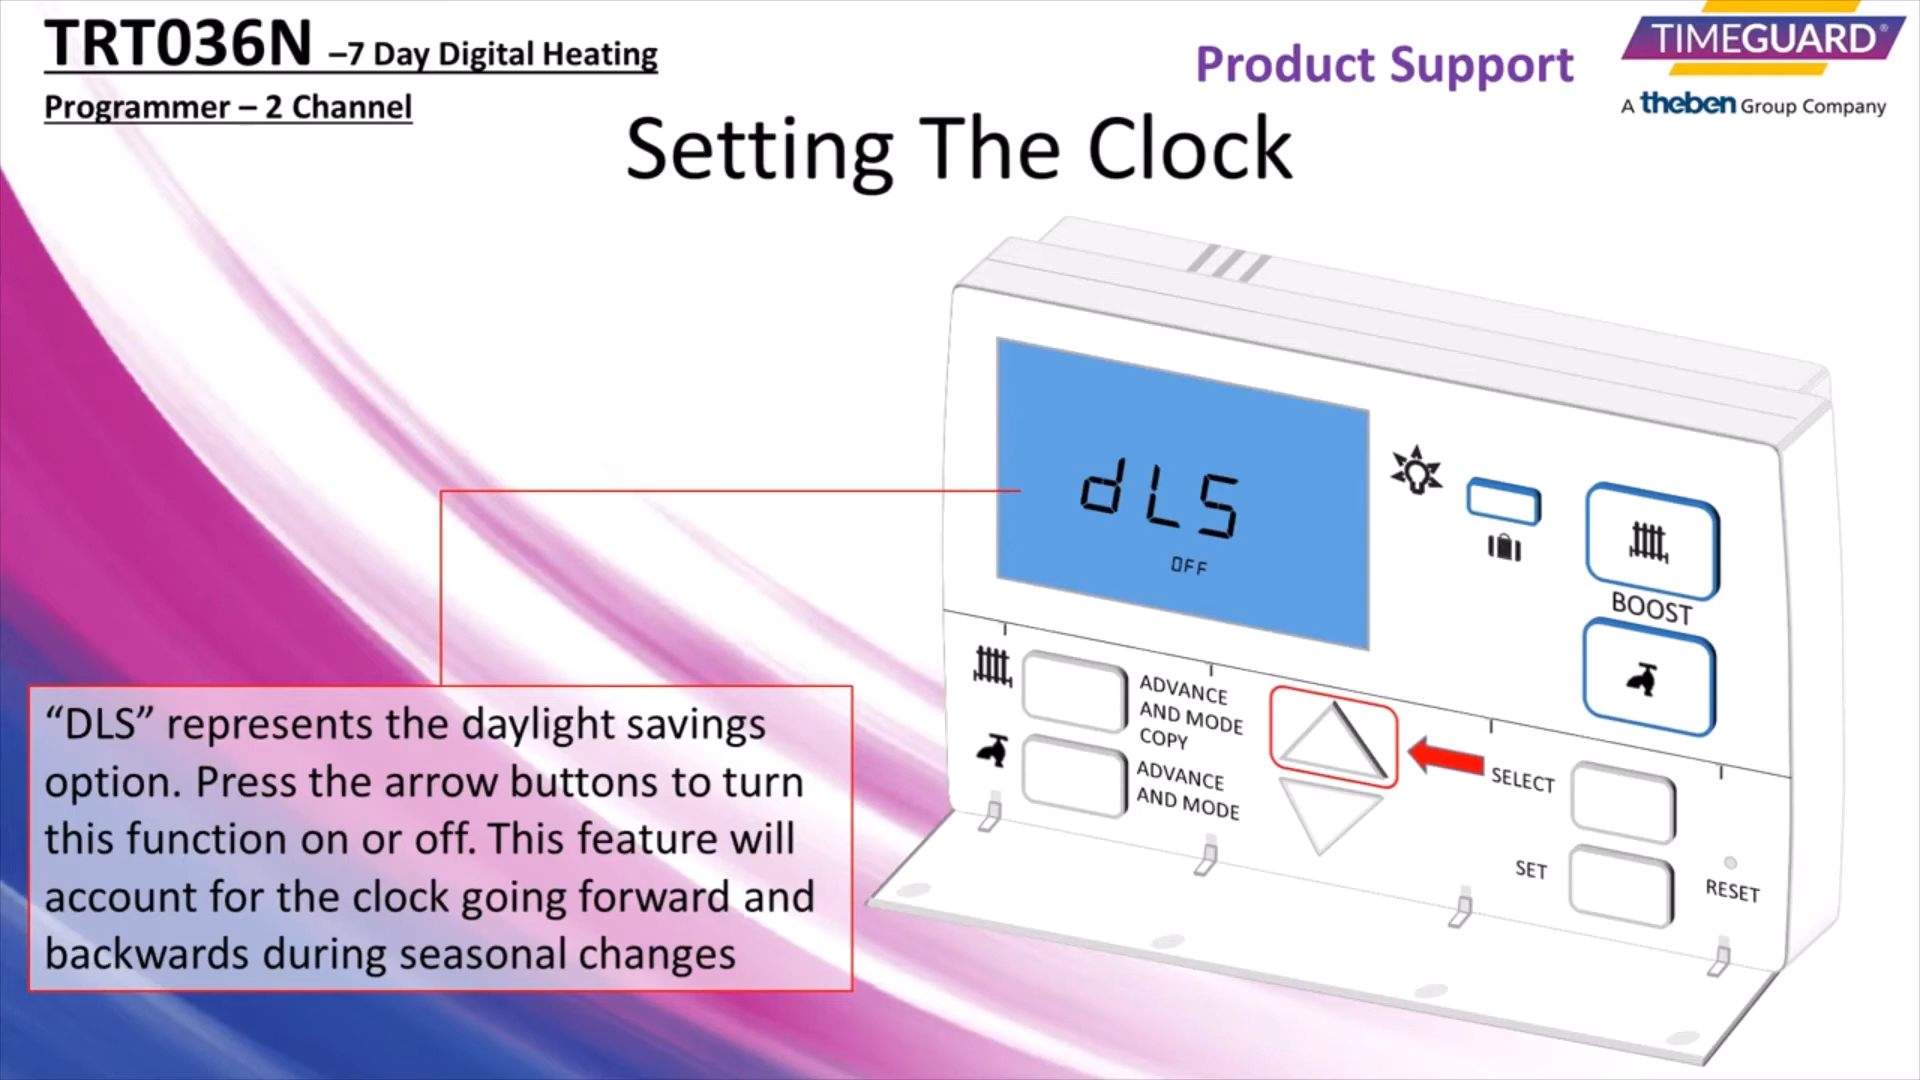 TRT036N –7 Day Digital Heating
Programmer – 2 Channel
Product Support
TIMEGUARD®
A theben Group Company
Setting The Clock
dLS
OFF
BOOST
ADVANCE
AND MODE
COPY
ADVANCE
AND MODE
SELECT
SET
RESET
“DLS” represents the daylight savings
option. Press the arrow buttons to turn
this function on or off. This feature will
account for the clock going forward and
backwards during seasonal changes